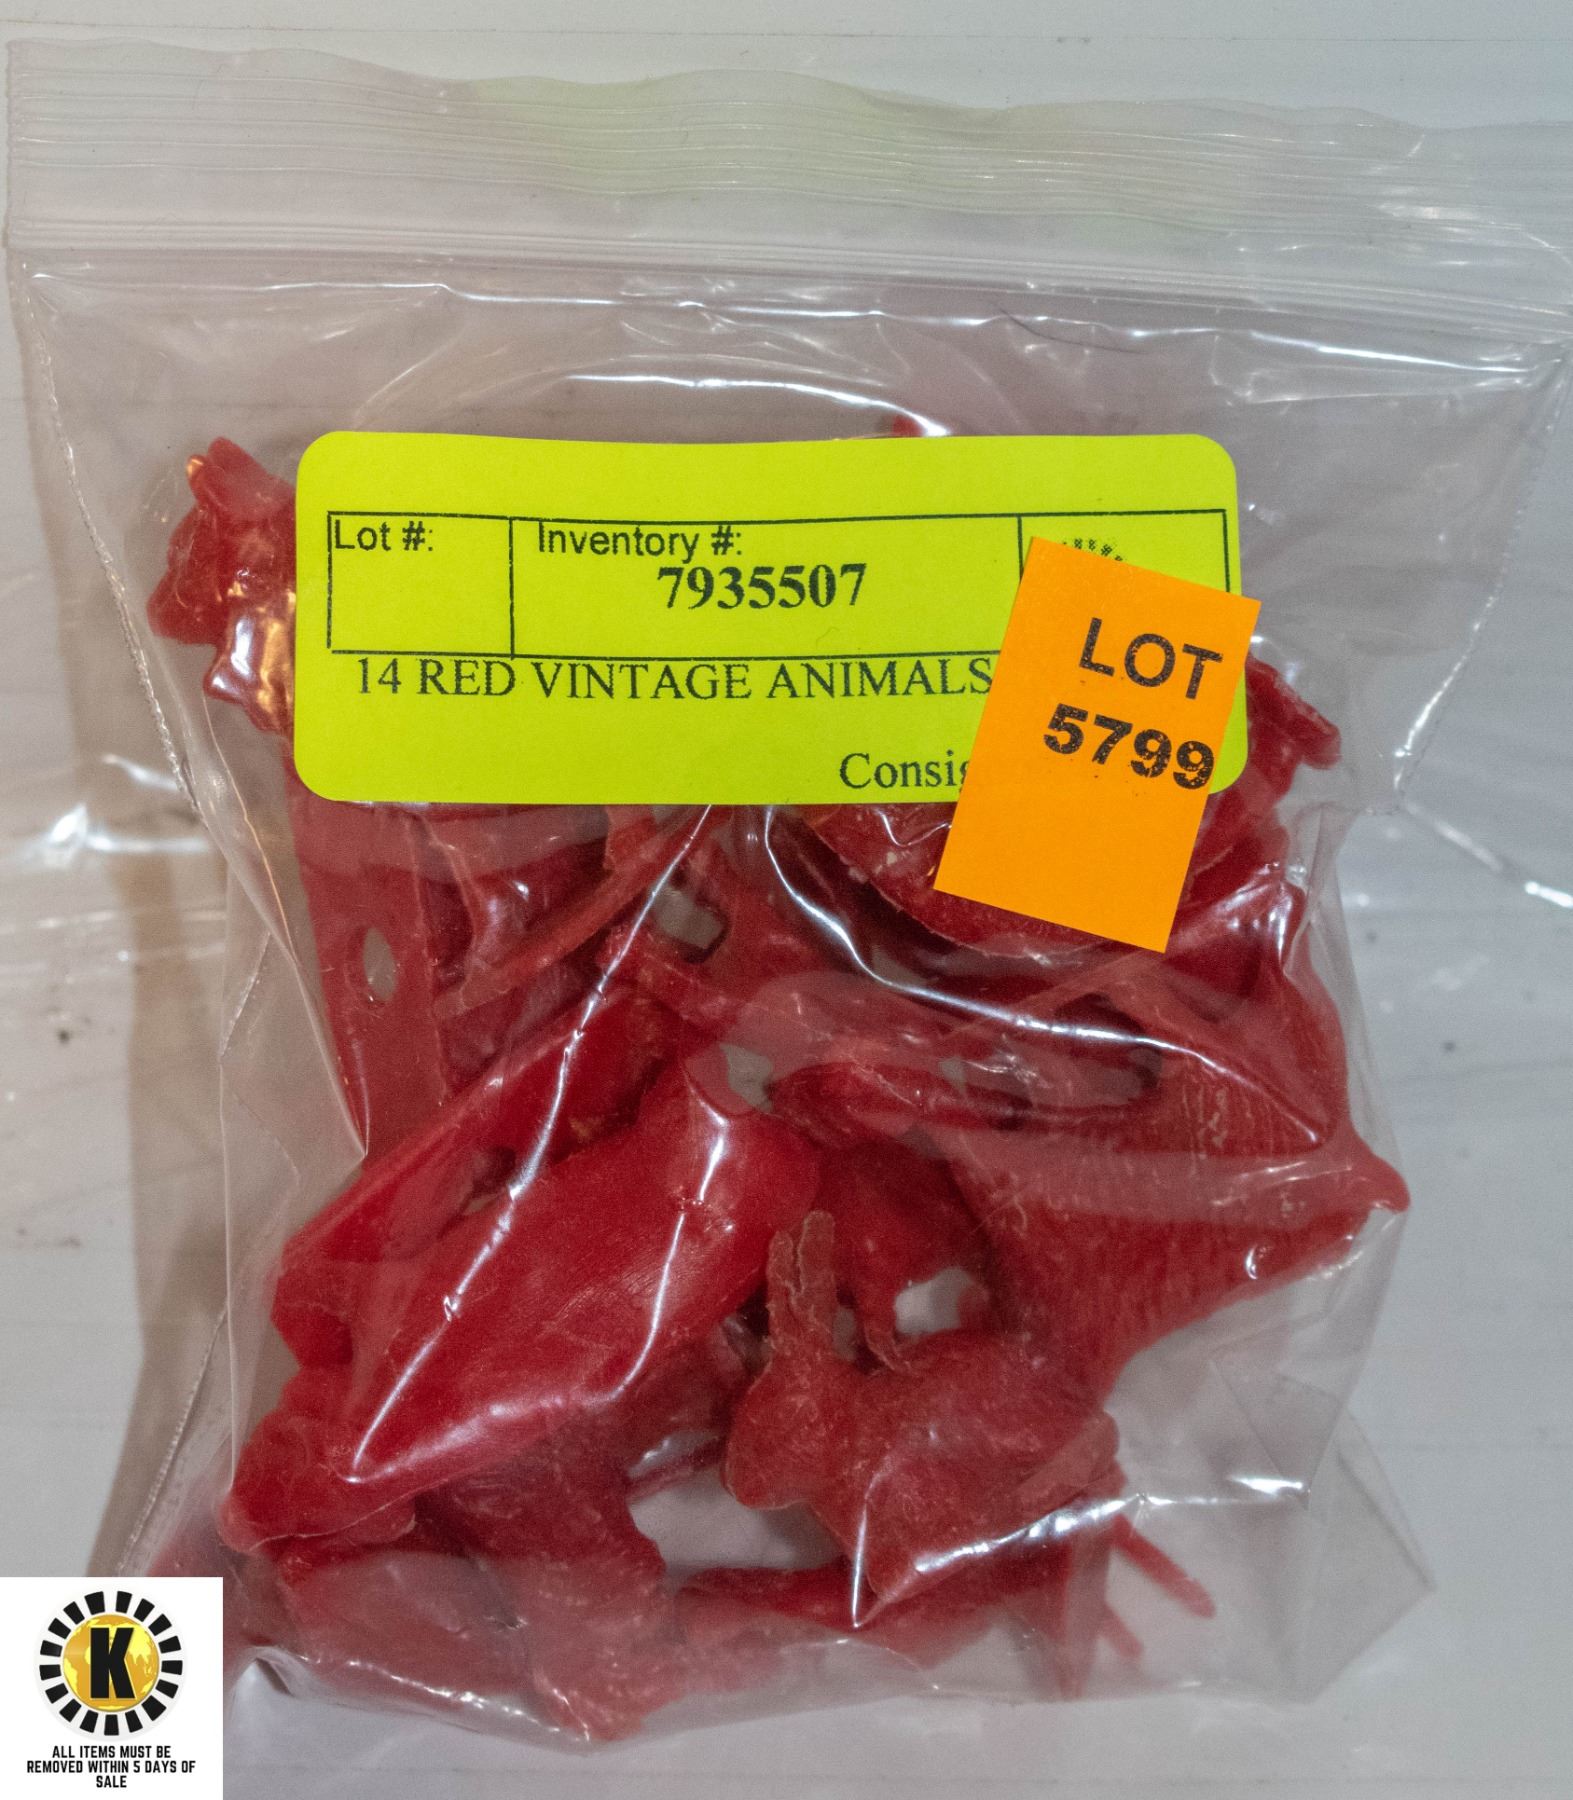 Lot #:
Inventory #:
7935507
14 RED VINTAGE ANIMALS
LOT
5799
K
ALL ITEMS MUST BE
REMOVED WITHIN 5 DAYS OF
SALE